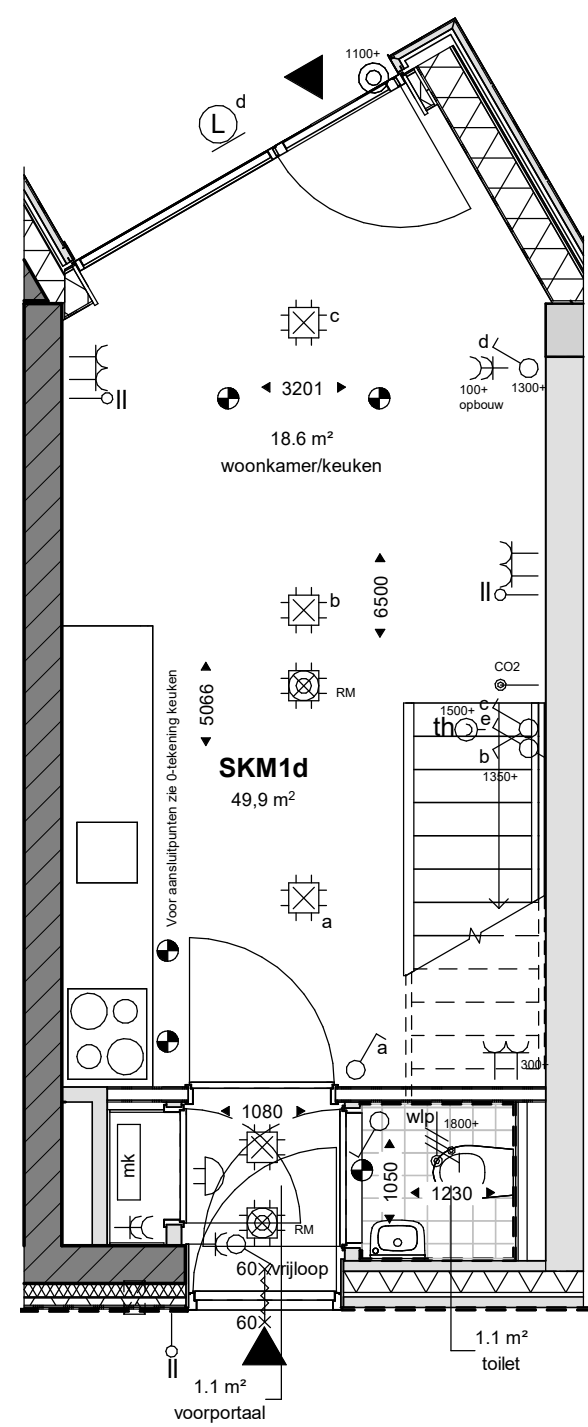 1100+
d
L
c
3201
d
100+
opbouw
1300+
18.6 m²
woonkamer/keuken
b
6500
CO2
RM
5066
c
1500+
e
th
b
1350+
SKM1d
49,9 m²
Voor aansluitpunten zie 0-tekening keuken
a
a
300+
1080
wlp
1800+
mk
1050
1230
RM
60
vrijloop
60
1.1 m²
toilet
1.1 m²
voorportaal